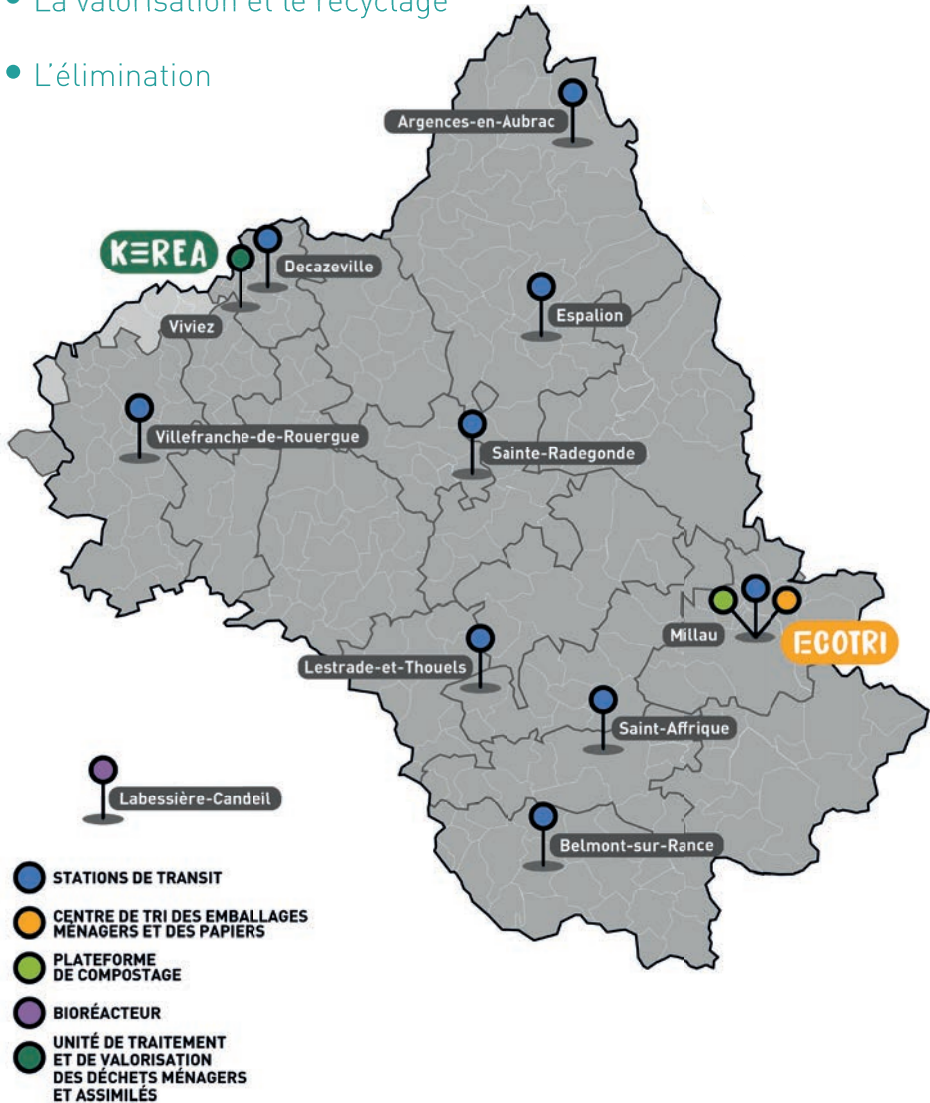 • La valorisation et le recyclage
• L'élimination
Argences-en-Aubrac
KEREA
Decazeville
Viviez
Espalion
Villefranche-de-Rouergue
Sainte-Radegonde
Millau
ECOTRI
Lestrade-et-Thouels
Saint-Affrique
Labessière-Candeil
Belmont-sur-Rance
STATIONS DE TRANSIT
CENTRE DE TRI DES EMBALLAGES
MÉNAGERS ET DES PAPIERS
PLATEFORME
DE COMPOSTAGE
BIORÉACTEUR
UNITÉ DE TRAITEMENT
ET DE VALORISATION
DES DÉCHETS MÉNAGERS
ET ASSIMILÉS